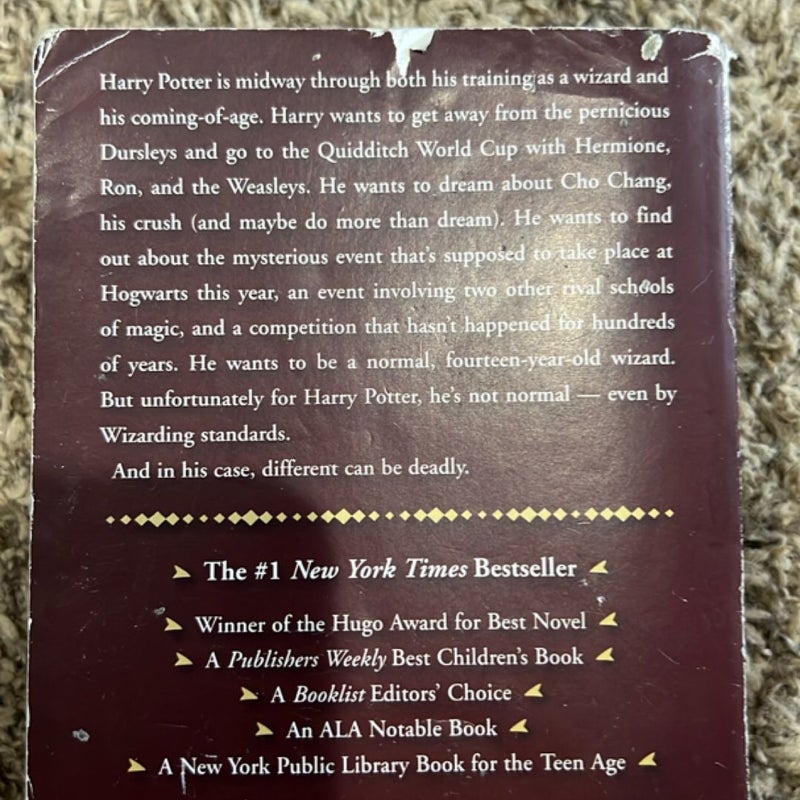 Harry Potter is midway through both his training as a wizard and
his coming-of-age. Harry wants to get away from the pernicious
Dursleys and go to the Quidditch World Cup with Hermione,
Ron, and the Weasleys. He wants to dream about Cho Chang,
his crush (and maybe do more than dream). He wants to find
out about the mysterious event that's supposed to take place at
Hogwarts this year, an event involving two other rival schools
of magic, and a competition that hasn't happened for hundreds
of years. He wants to be a normal, fourteen-year-old wizard.
But unfortunately for Harry Potter, he's not normal — even by
Wizarding standards.
And in his case, different can be deadly.
The #1 New York Times Bestseller
Winner of the Hugo Award for Best Novel
A Publishers Weekly Best Children's Book
A Booklist Editors' Choice
An ALA Notable Book
A New York Public Library Book for the Teen Age